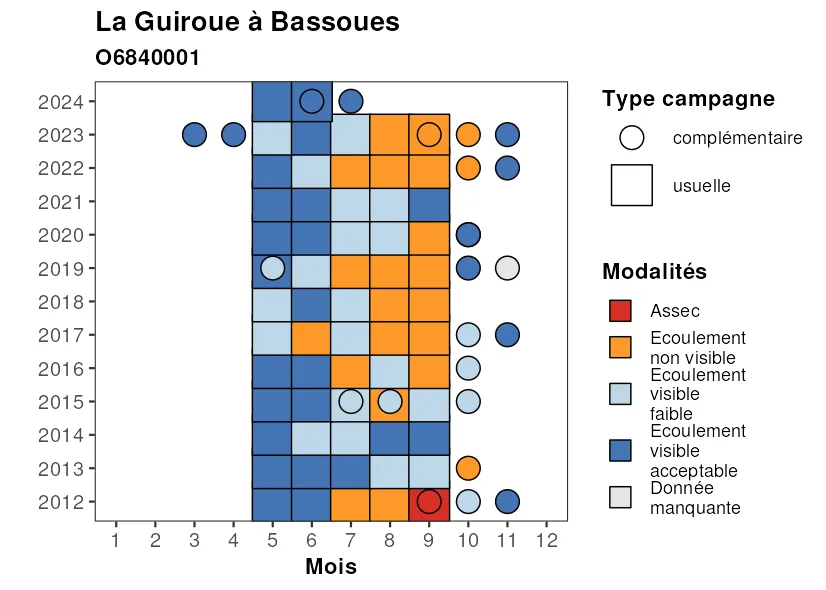 La Guiroue à Bassoues
O6840001
2024
2023
2022
2021
2020
2019
2018
2017
2016
2015
2014
2013
2012
1 2 3 4 5 6 7 8 9 10 11 12
Mois
Type campagne
complémentaire
usuelle
Modalités
Assec
Ecoulement
non visible
Ecoulement
visible
faible
Ecoulement
visible
acceptable
Donnée
manquante